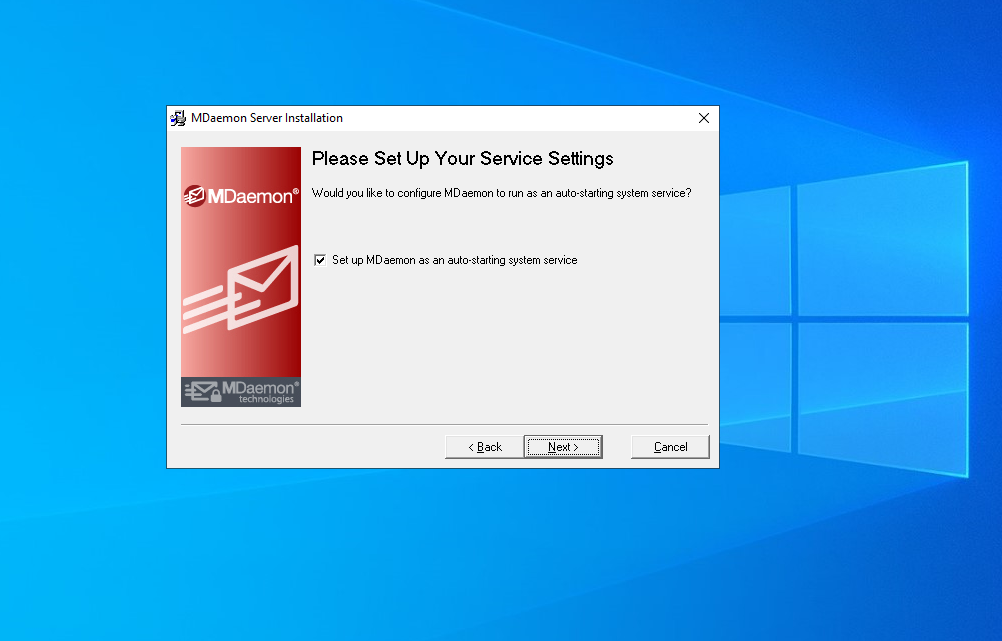 MDaemon Server Installation
MDaemon®
Please Set Up Your Service Settings
Would you like to configure MDaemon to run as an auto-starting system service?
Set up MDaemon as an auto-starting system service
MDaemon®
technologies
< Back
Next >
Cancel